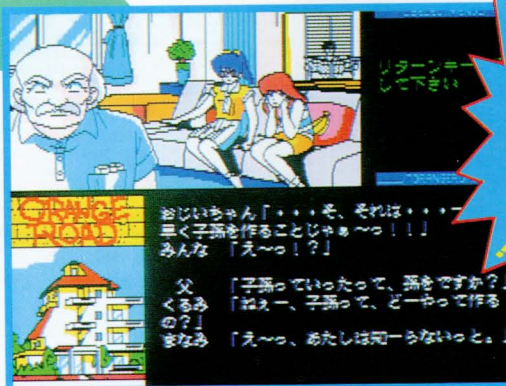 リターンキー
して下さい
ORANGE
ROAD
おじいちゃん「・・・そ、それは・・・
早く子孫を作ることじゃぁ〜っ！！」
みんな 「え〜っ！？」
父 「子孫っていったって、孫をですか？」
くるみ 「ねぇー、子孫って、どーやって作る
の？」
まなみ 「え〜っ、あたしは知ーらないっと。」